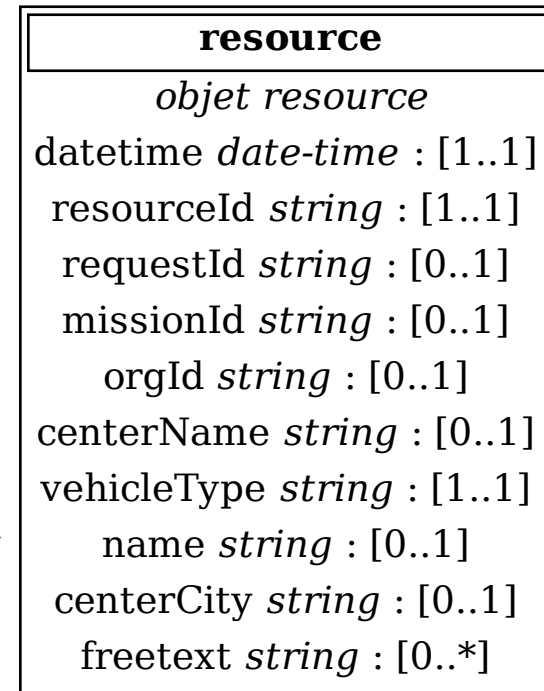 resource
objet resource
datetime date-time : [1..1]
resourceId string : [1..1]
requestId string : [0..1]
missionId string : [0..1]
orgId string : [0..1]
centerName string : [0..1]
vehicleType string : [1..1]
name string : [0..1]
centerCity string : [0..1]
freetext string : [0..*]